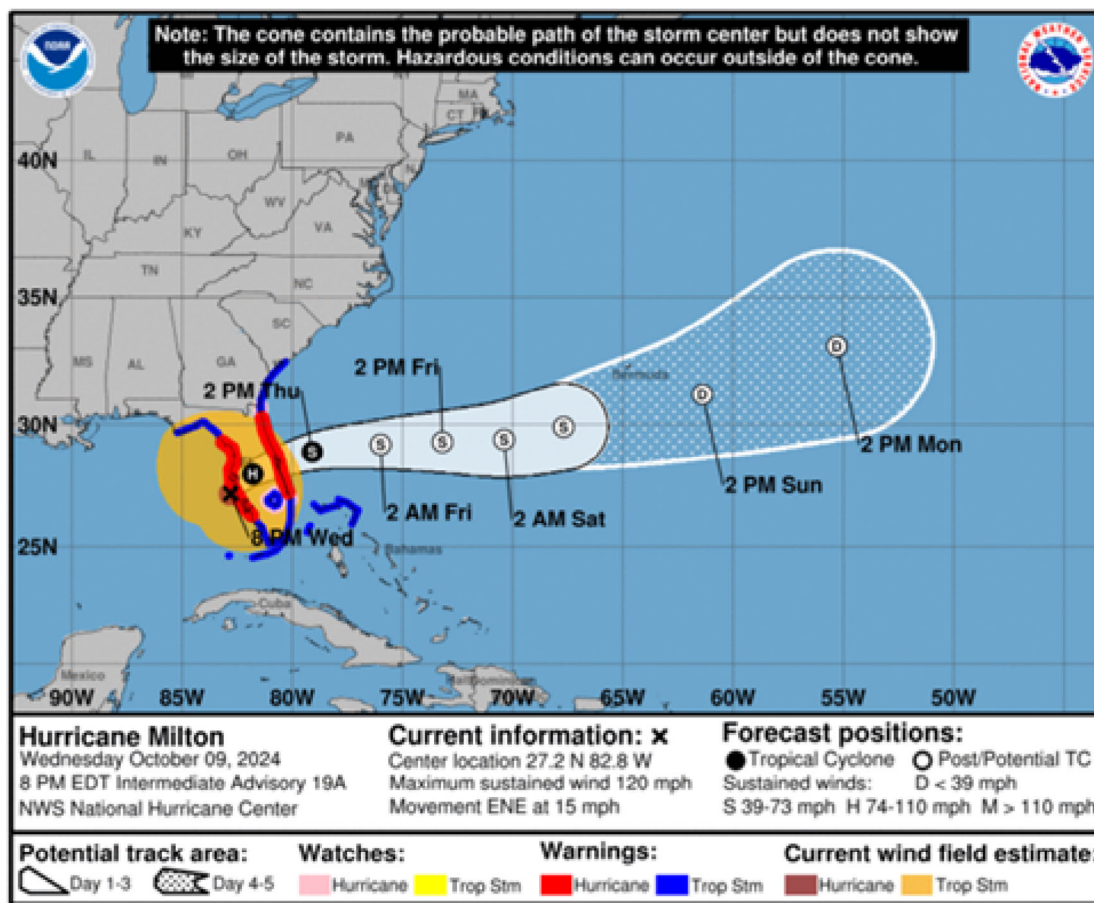 Note: The cone contains the probable path of the storm center but does not show
the size of the storm. Hazardous conditions can occur outside of the cone.
NOAA
NATIONAL WEATHER SERVICE
MA
CT
PA
40N
IL
IN
OH
WV
KY
VA
TN
NC
35N
SC
MS
AL
GA
2 PM Thu
2 PM Fri
Bermuda
30N
2 PM Mon
2 PM Sun
2 AM Fri
2 AM Sat
8 PM Wed
25N
Bahamas
Cuba
Mexico
90W 85W 80W 75W 70W 65W 60W 55W 50W
H
S
S
S
S
S
D
D
Hurricane Milton
Wednesday October 09, 2024
8 PM EDT Intermediate Advisory 19A
NWS National Hurricane Center
Current information: x
Center location 27.2 N 82.8 W
Maximum sustained wind 120 mph
Movement ENE at 15 mph
Forecast positions:
Tropical Cyclone Post/Potential TC
Sustained winds: D < 39 mph
S 39-73 mph H 74-110 mph M > 110 mph
Potential track area:
Day 1-3 Day 4-5
Watches:
Hurricane Trop Stm
Warnings:
Hurricane Trop Stm
Current wind field estimate:
Hurricane Trop Stm